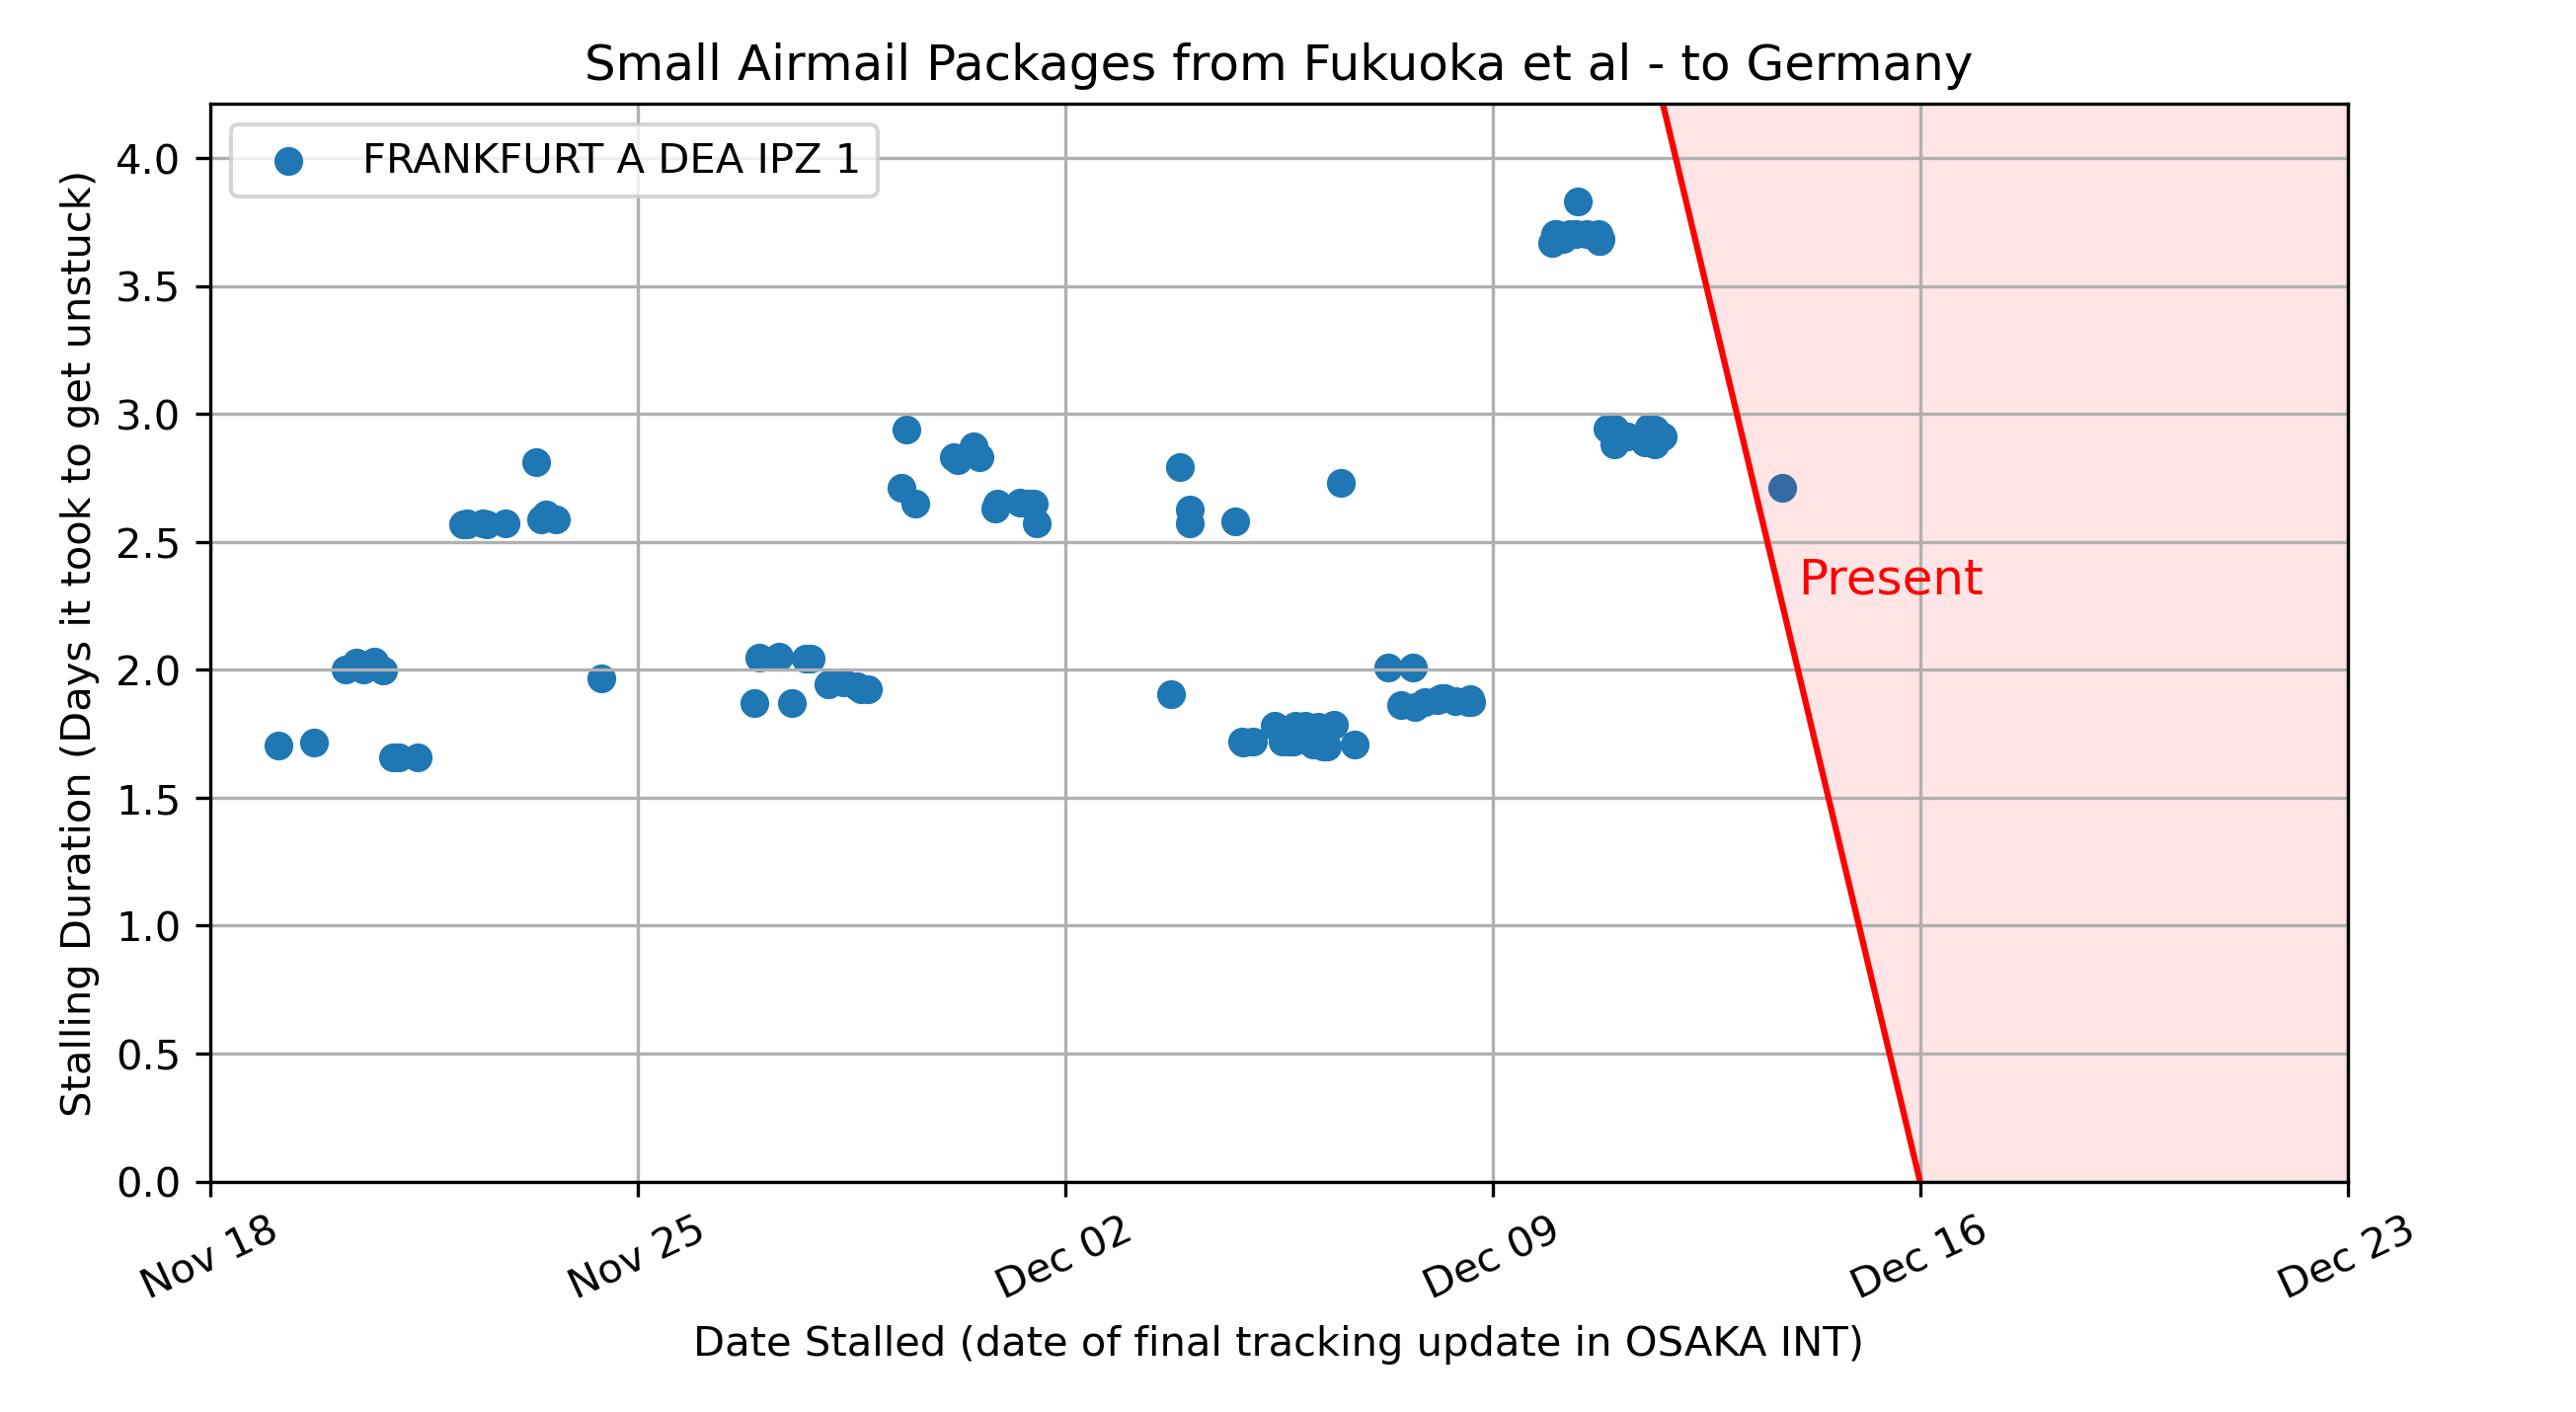 Small Airmail Packages from Fukuoka et al - to Germany
FRANKFURT A DEA IPZ 1
Stalling Duration (Days it took to get unstuck)
4.0
3.5
3.0
2.5
2.0
1.5
1.0
0.5
0.0
Present
Nov 18
Nov 25
Dec 02
Dec 09
Dec 16
Dec 23
Date Stalled (date of final tracking update in OSAKA INT)